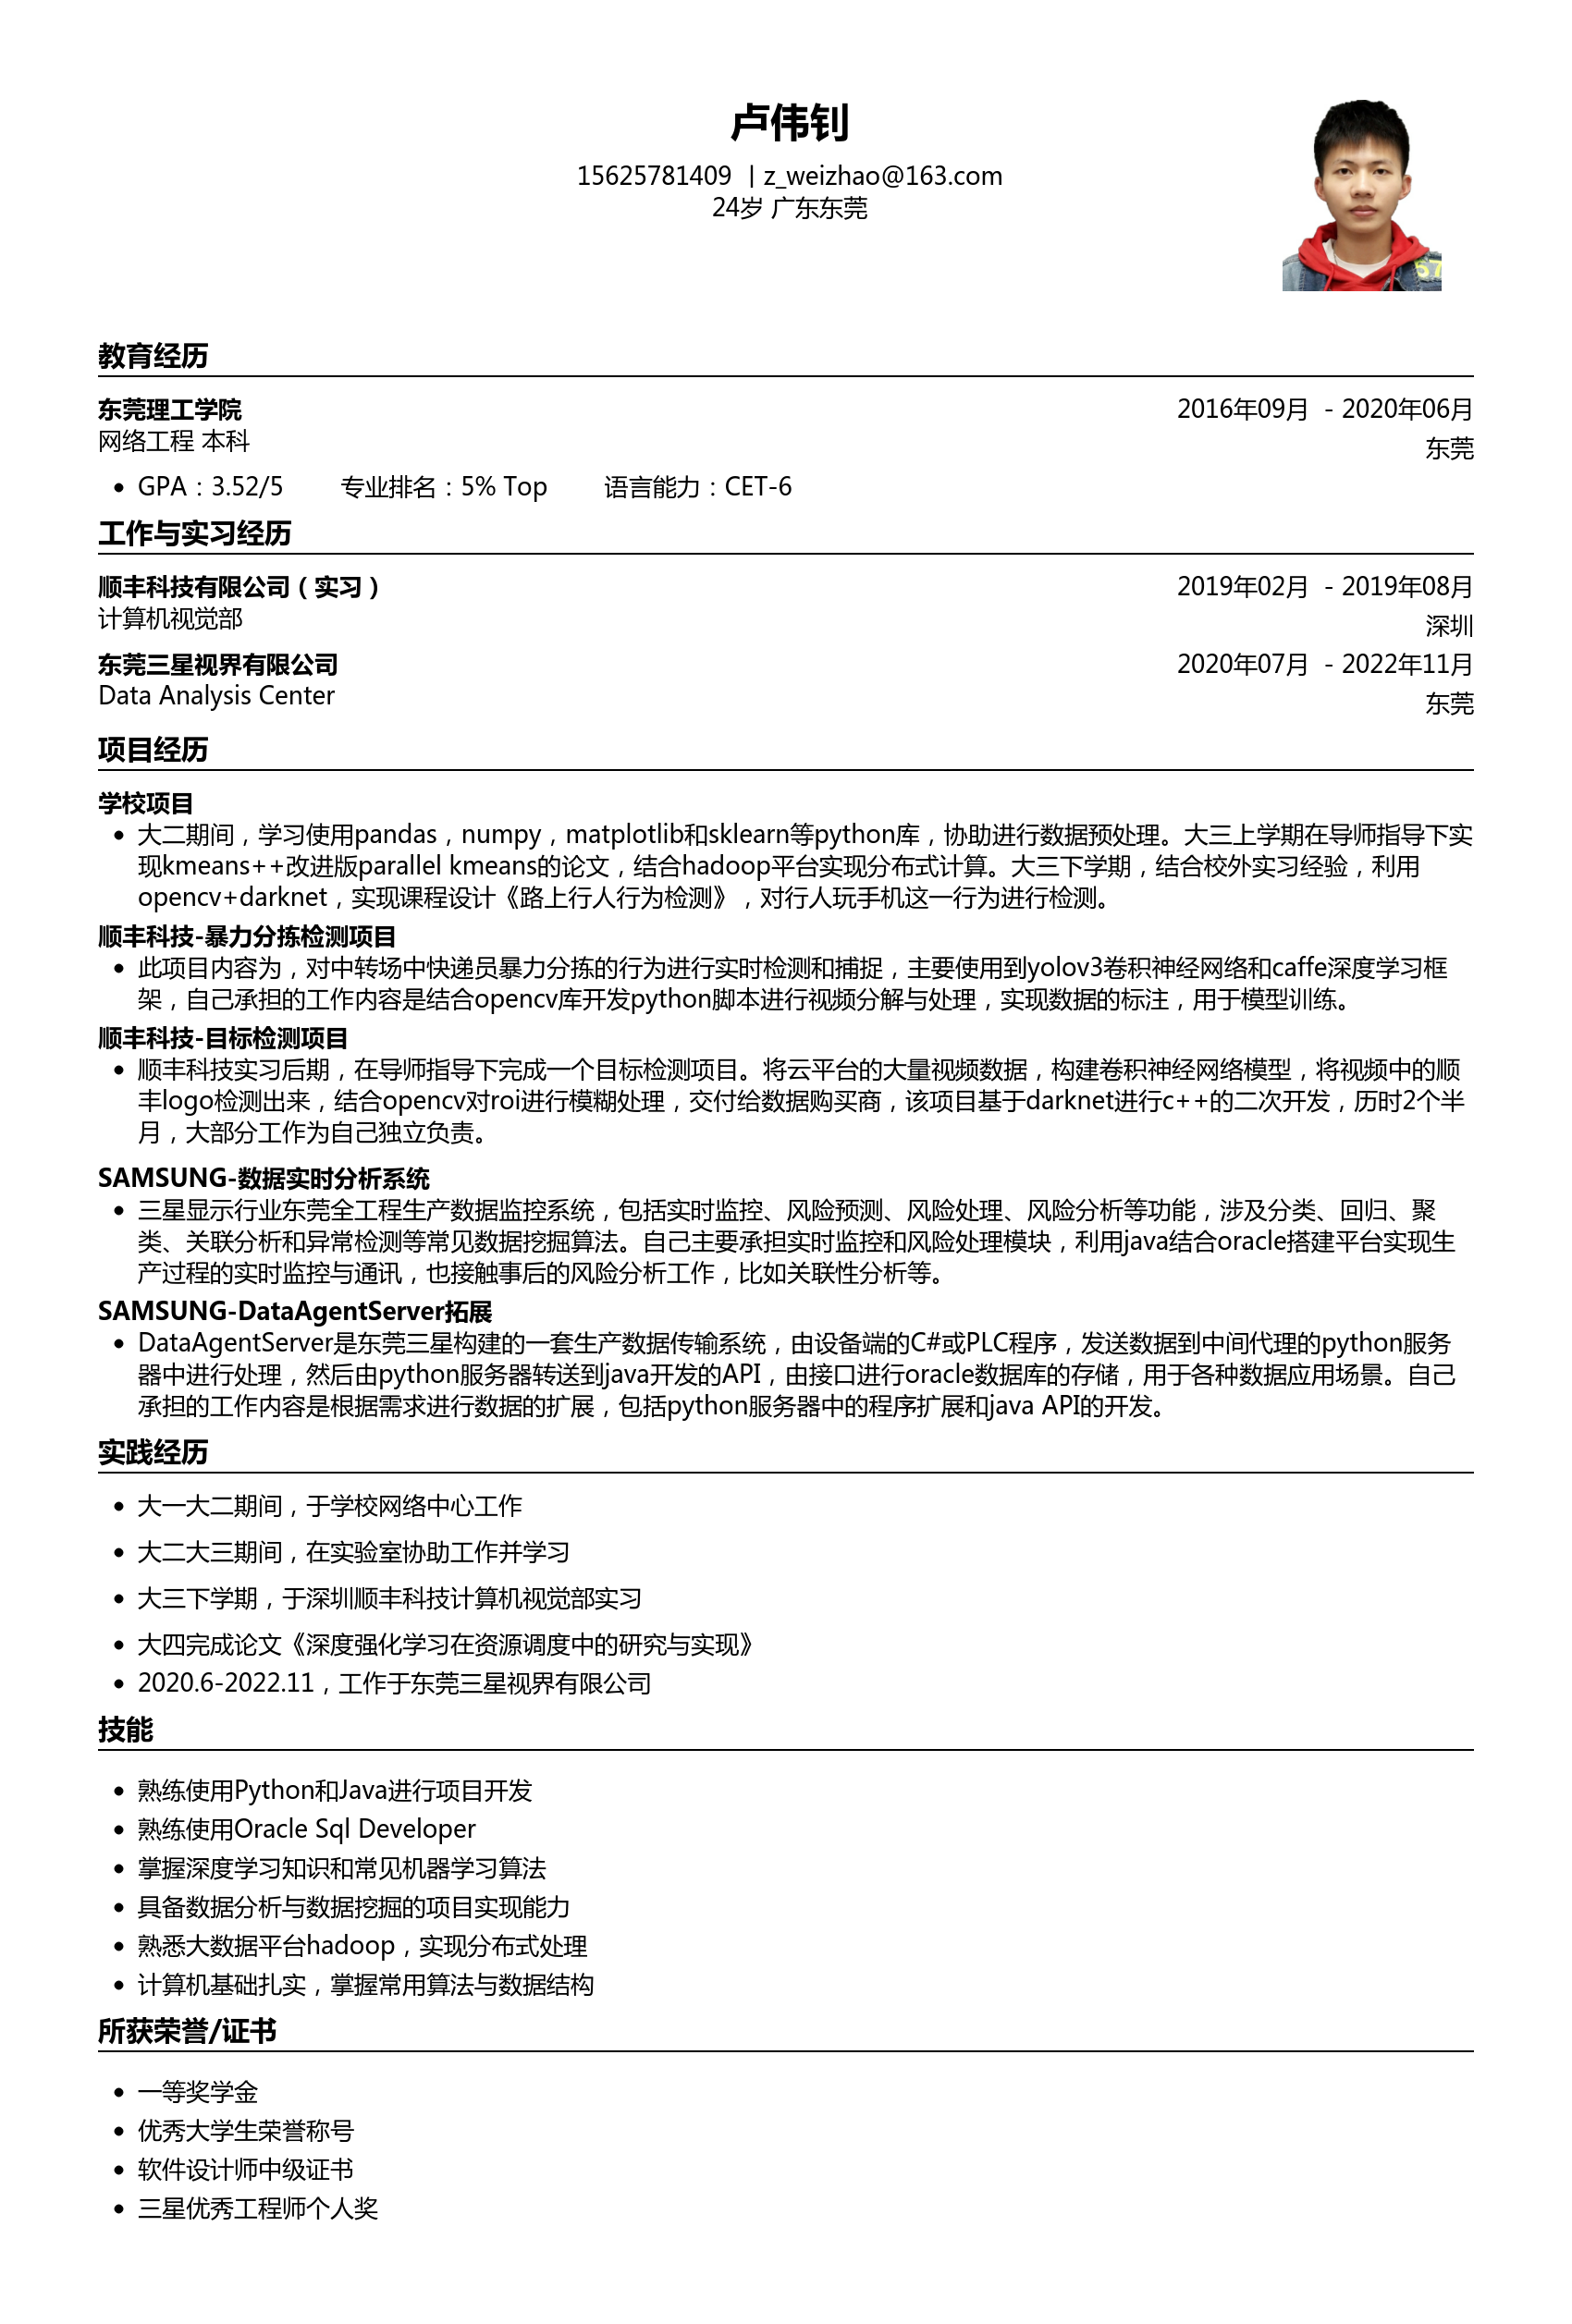 卢伟钊
15625781409 | z_weizhao@163.com
24岁 广东东莞
教育经历
东莞理工学院 2016年09月 - 2020年06月
网络工程 本科 东莞
• GPA：3.52/5 专业排名：5% Top 语言能力：CET-6
工作与实习经历
顺丰科技有限公司（实习） 2019年02月 - 2019年08月
计算机视觉部 深圳
东莞三星视界有限公司 2020年07月 - 2022年11月
Data Analysis Center 东莞
项目经历
学校项目
• 大二期间，学习使用pandas，numpy，matplotlib和sklearn等python库，协助进行数据预处理。大三上学期在导师指导下实
现kmeans++改进版parallel kmeans的论文，结合hadoop平台实现分布式计算。大三下学期，结合校外实习经验，利用
opencv+darknet，实现课程设计《路上行人行为检测》，对行人玩手机这一行为进行检测。
顺丰科技-暴力分拣检测项目
• 此项目内容为，对中转场中快递员暴力分拣的行为进行实时检测和捕捉，主要使用到yolov3卷积神经网络和caffe深度学习框
架，自己承担的工作内容是结合opencv库开发python脚本进行视频分解与处理，实现数据的标注，用于模型训练。
顺丰科技-目标检测项目
• 顺丰科技实习后期，在导师指导下完成一个目标检测项目。将云平台的大量视频数据，构建卷积神经网络模型，将视频中的顺
丰logo检测出来，结合opencv对roi进行模糊处理，交付给数据购买商，该项目基于darknet进行c++的二次开发，历时2个半
月，大部分工作为自己独立负责。
SAMSUNG-数据实时分析系统
• 三星显示行业东莞全工程生产数据监控系统，包括实时监控、风险预测、风险处理、风险分析等功能，涉及分类、回归、聚
类、关联分析和异常检测等常见数据挖掘算法。自己主要承担实时监控和风险处理模块，利用java结合oracle搭建平台实现生
产过程的实时监控与通讯，也接触事后的风险分析工作，比如关联性分析等。
SAMSUNG-DataAgentServer拓展
• DataAgentServer是东莞三星构建的一套生产数据传输系统，由设备端的C#或PLC程序，发送数据到中间代理的python服务
器中进行处理，然后由python服务器转送到java开发的API，由接口进行oracle数据库的存储，用于各种数据应用场景。自己
承担的工作内容是根据需求进行数据的扩展，包括python服务器中的程序扩展和java API的开发。
实践经历
• 大一大二期间，于学校网络中心工作
• 大二大三期间，在实验室协助工作并学习
• 大三下学期，于深圳顺丰科技计算机视觉部实习
• 大四完成论文《深度强化学习在资源调度中的研究与实现》
• 2020.6-2022.11，工作于东莞三星视界有限公司
技能
• 熟练使用Python和Java进行项目开发
• 熟练使用Oracle Sql Developer
• 掌握深度学习知识和常见机器学习算法
• 具备数据分析与数据挖掘的项目实现能力
• 熟悉大数据平台hadoop，实现分布式处理
• 计算机基础扎实，掌握常用算法与数据结构
所获荣誉/证书
• 一等奖学金
• 优秀大学生荣誉称号
• 软件设计师中级证书
• 三星优秀工程师个人奖
57